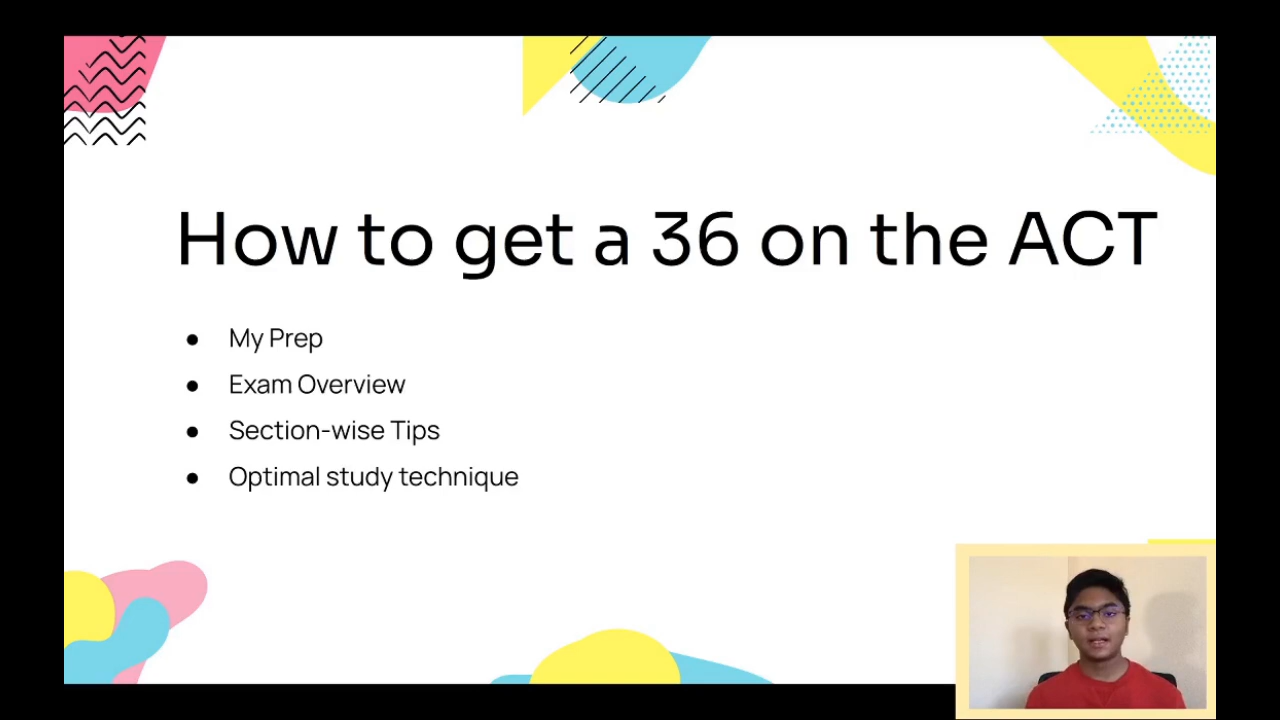 How to get a 36 on the ACT
● My Prep
● Exam Overview
● Section-wise Tips
● Optimal study technique